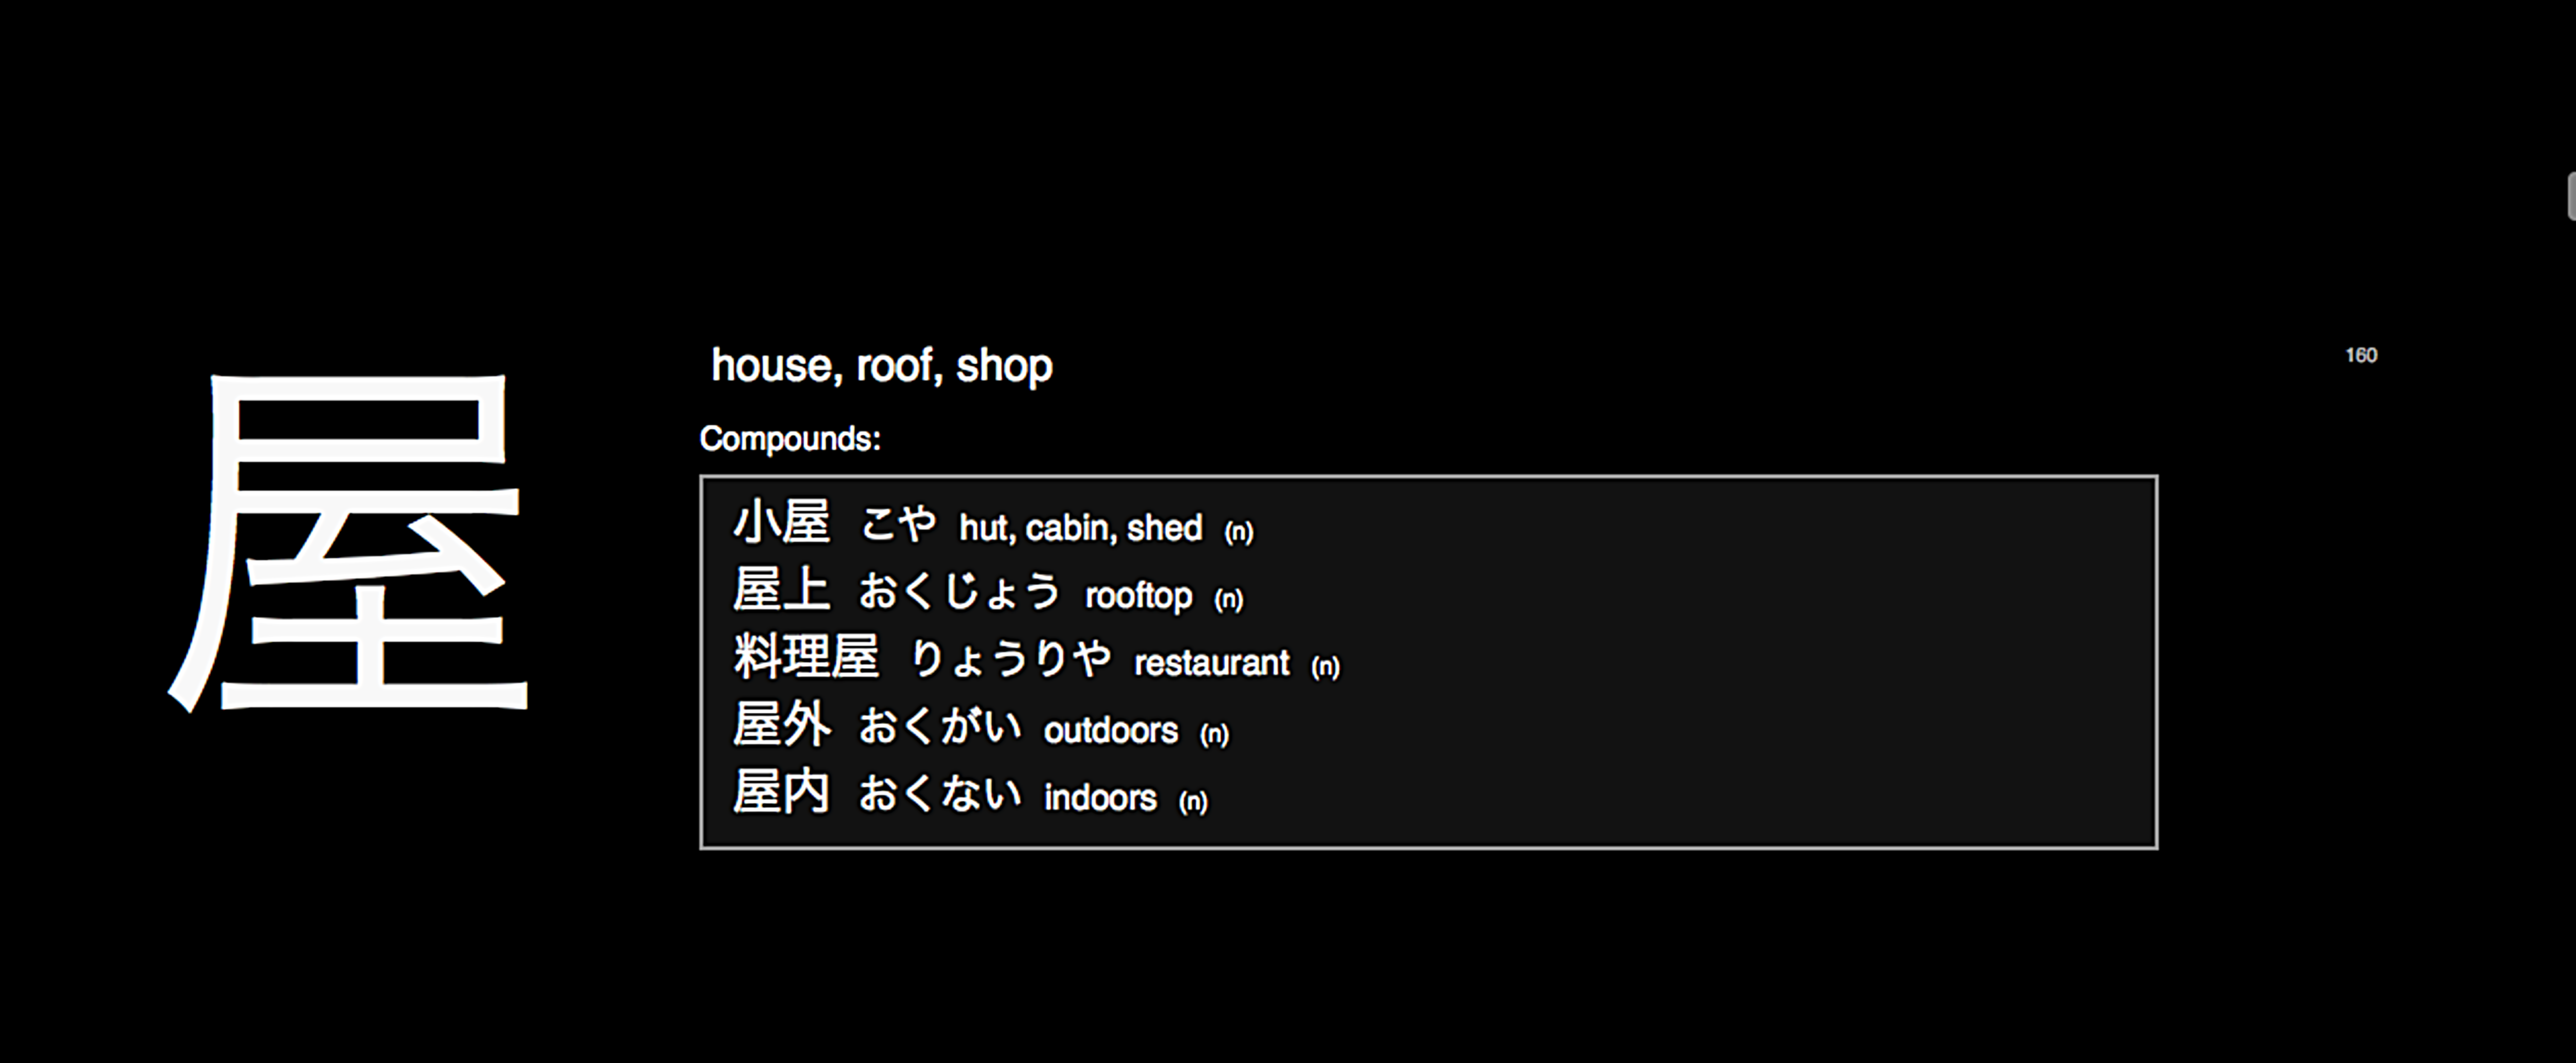 屋
house, roof, shop
160
Compounds:
小屋 こや hut, cabin, shed (n)
屋上 おくじょう rooftop (n)
料理屋 りょうりや restaurant (n)
屋外 おくがい outdoors (n)
屋内 おくない indoors (n)